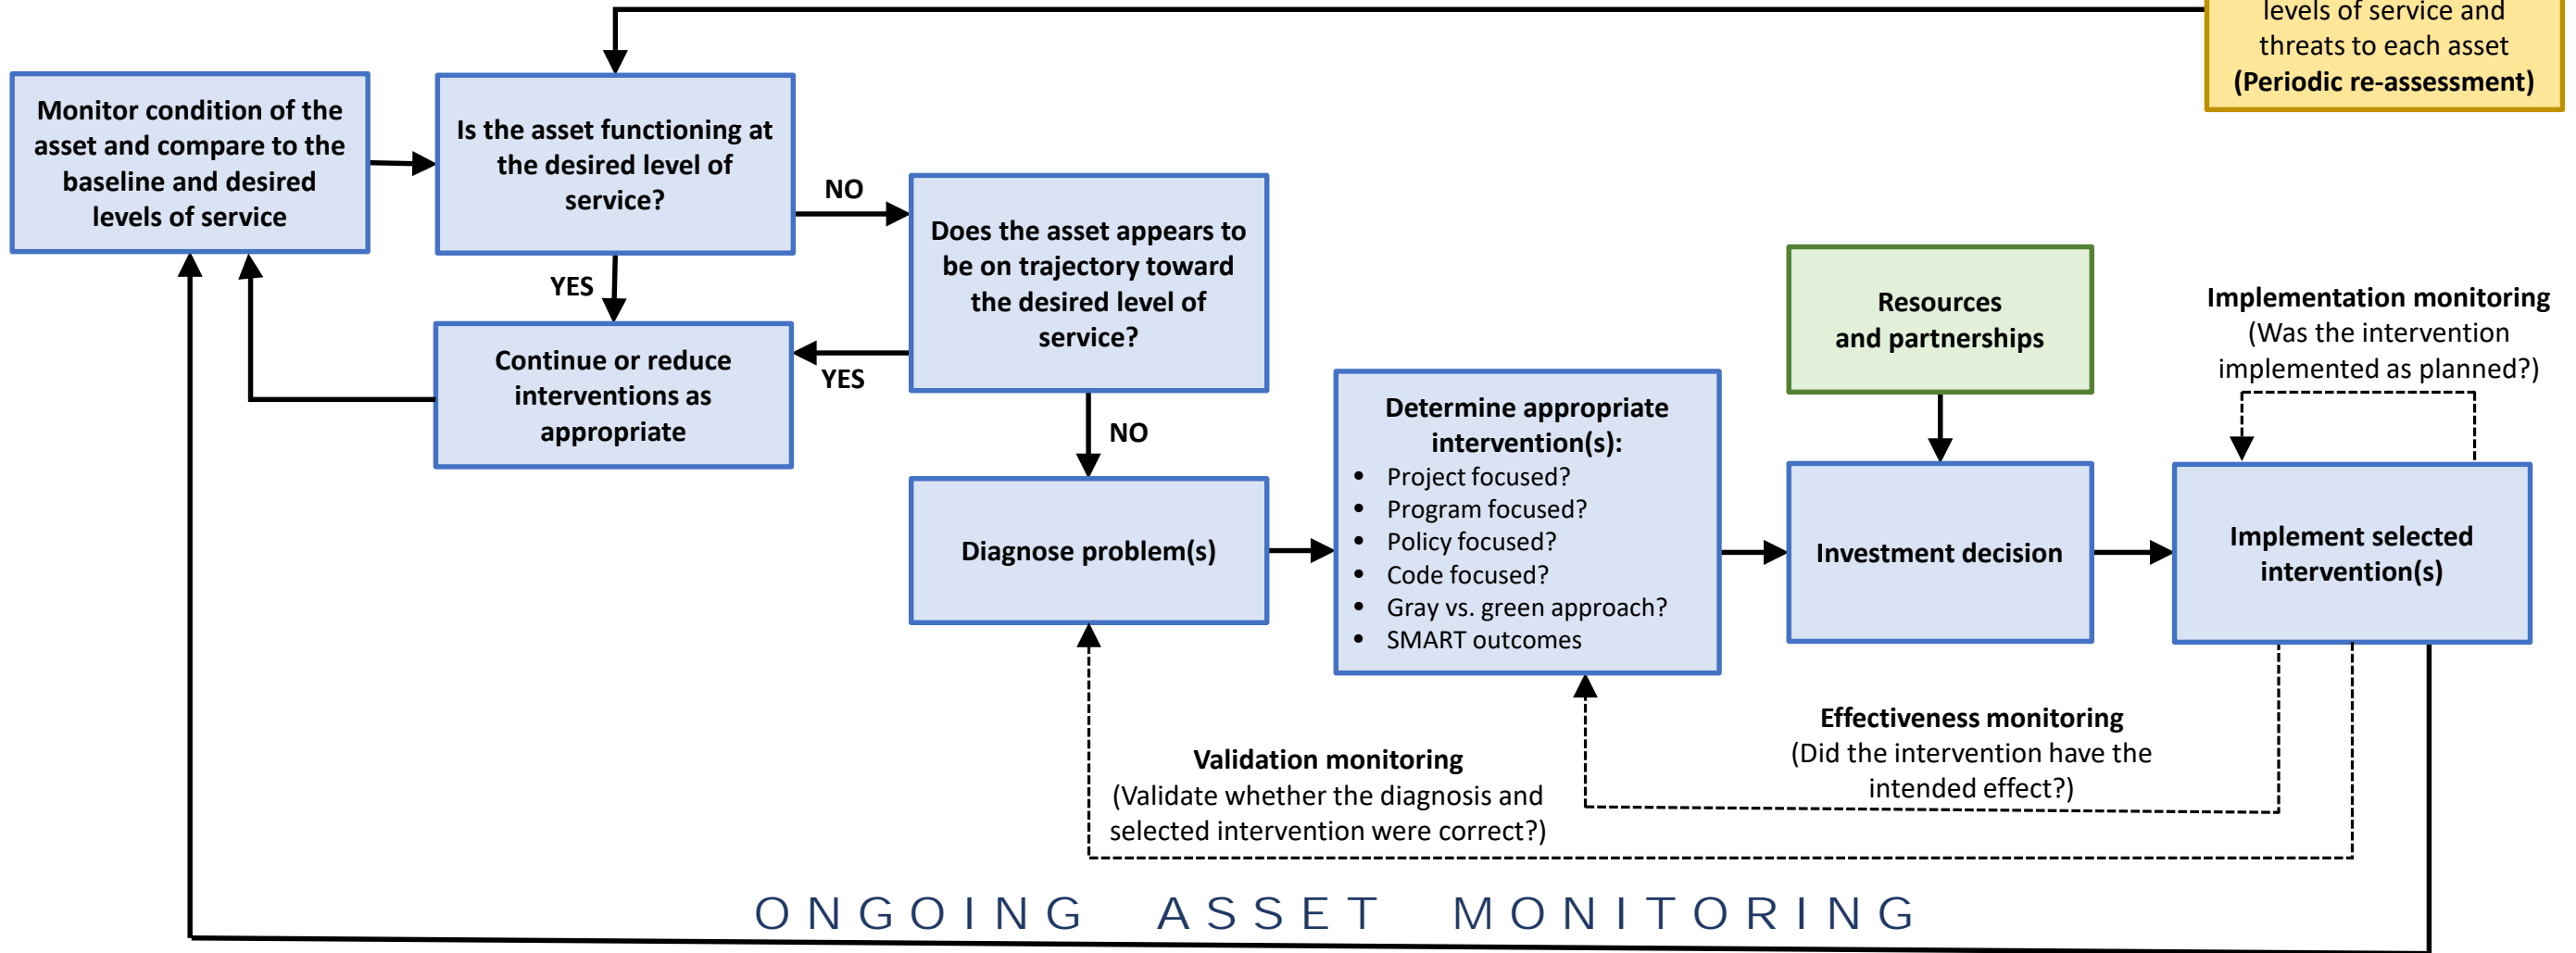 levels of service and
threats to each asset
(Periodic re-assessment)
Monitor condition of the
asset and compare to the
baseline and desired
levels of service
Is the asset functioning at
the desired level of
service?
NO
YES
Does the asset appears to
be on trajectory toward
the desired level of
service?
YES
NO
Continue or reduce
interventions as
appropriate
Diagnose problem(s)
Determine appropriate
intervention(s):
• Project focused?
• Program focused?
• Policy focused?
• Code focused?
• Gray vs. green approach?
• SMART outcomes
Resources
and partnerships
Investment decision
Implementation monitoring
(Was the intervention
implemented as planned?)
Implement selected
intervention(s)
Effectiveness monitoring
(Did the intervention have the
intended effect?)
Validation monitoring
(Validate whether the diagnosis and
selected intervention were correct?)
ONGOING ASSET MONITORING